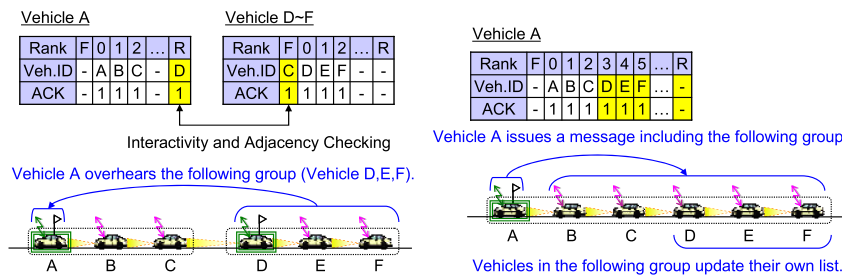 Vehicle A
Rank F 0 1 2 ... R
Veh.ID - A B C - D
ACK - 1 1 1 - 1
Vehicle D~F
Rank F 0 1 2 ... R
Veh.ID C D E F - -
ACK 1 1 1 1 - -
Interactivity and Adjacency Checking
Vehicle A overhears the following group (Vehicle D,E,F).
A B C D E F
Vehicle A
Rank F 0 1 2 3 4 5 ... R
Veh.ID - A B C D E F ... -
ACK - 1 1 1 1 1 1 ... -
Vehicle A issues a message including the following group
A B C D E F
Vehicles in the following group update their own list.